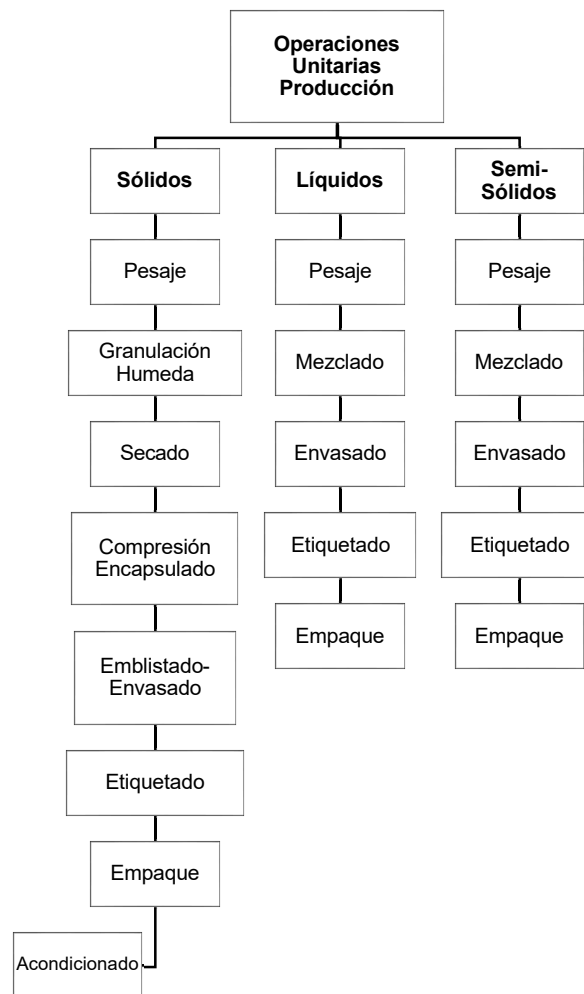 Operaciones
Unitarias
Producción
Sólidos
Pesaje
Granulación
Humeda
Secado
Compresión
Encapsulado
Emblistado-
Envasado
Etiquetado
Empaque
Acondicionado
Líquidos
Pesaje
Mezclado
Envasado
Etiquetado
Empaque
Semi-
Sólidos
Pesaje
Mezclado
Envasado
Etiquetado
Empaque